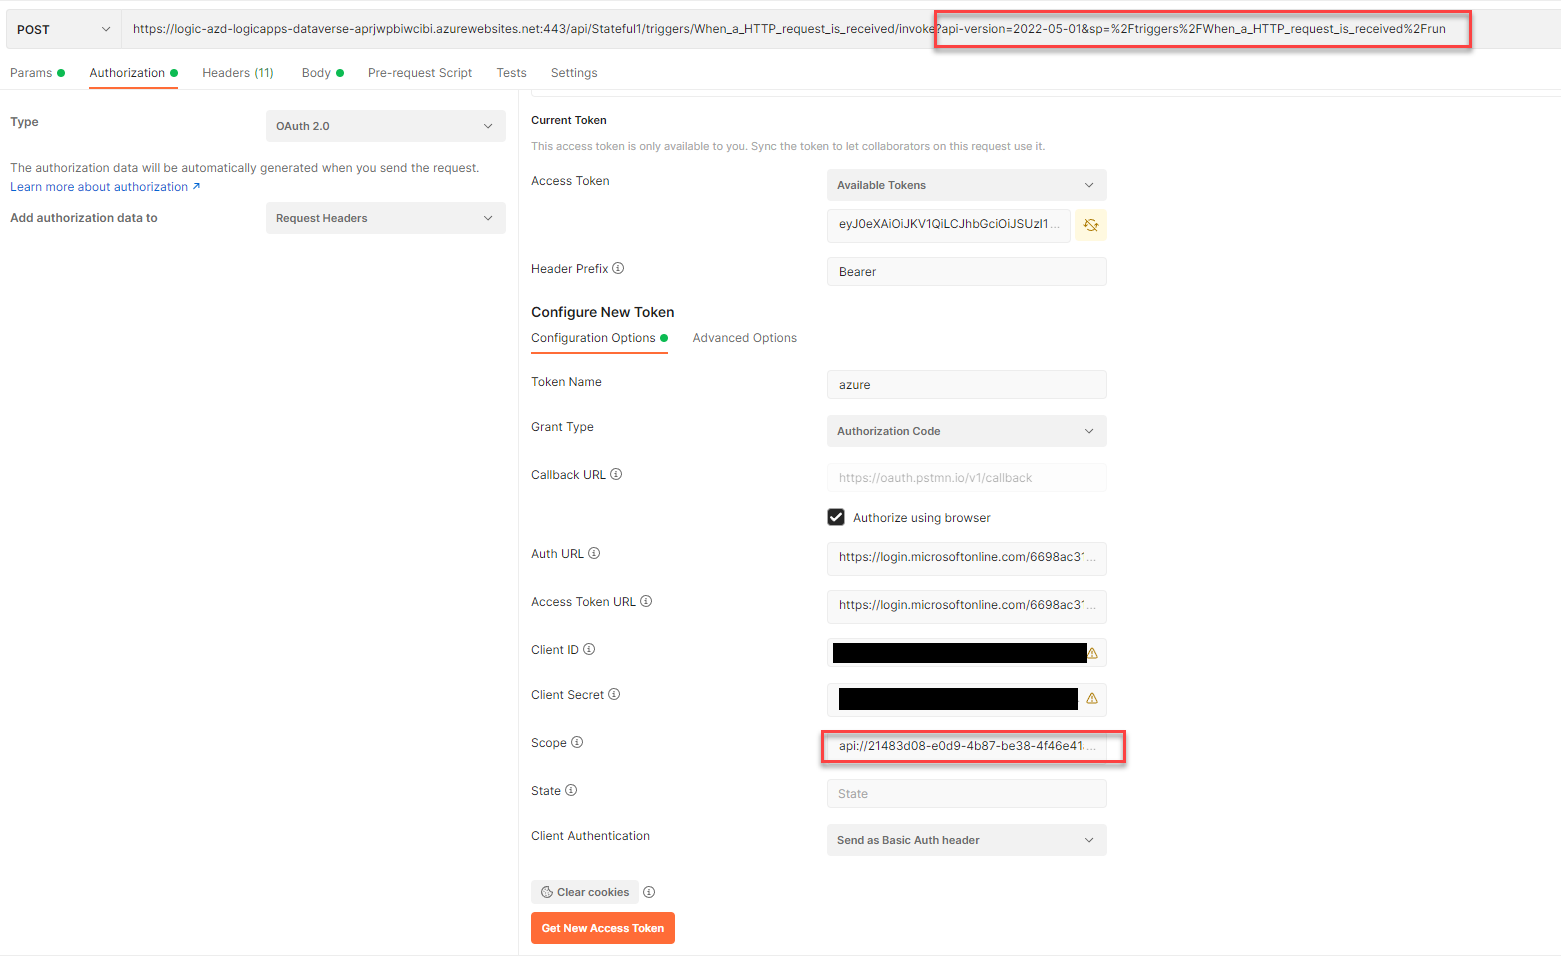 POST
https://logic-azd-logicapps-dataverse-aprjwpbiwcibi.azurewebsites.net:443/api/Stateful1/triggers/When_a_HTTP_request_is_received/invoke?api-version=2022-05-01&sp=%2Ftriggers%2FWhen_a_HTTP_request_is_received%2Frun
Params Authorization Headers (11) Body Pre-request Script Tests Settings
Type
OAuth 2.0
The authorization data will be automatically generated when you send the request.
Learn more about authorization ↗
Add authorization data to
Request Headers
Current Token
This access token is only available to you. Sync the token to let collaborators on this request use it.
Access Token
Available Tokens
eyJ0eXAiOiJKV1QiLCJhbGciOiJSUzI1...
Header Prefix
Bearer
Configure New Token
Configuration Options Advanced Options
Token Name
azure
Grant Type
Authorization Code
Callback URL
https://oauth.pstmn.io/v1/callback
Authorize using browser
Auth URL
https://login.microsoftonline.com/6698ac31...
Access Token URL
https://login.microsoftonline.com/6698ac31...
Client ID
Client Secret
Scope
api://21483d08-e0d9-4b87-be38-4f46e41...
State
State
Client Authentication
Send as Basic Auth header
Clear cookies
Get New Access Token